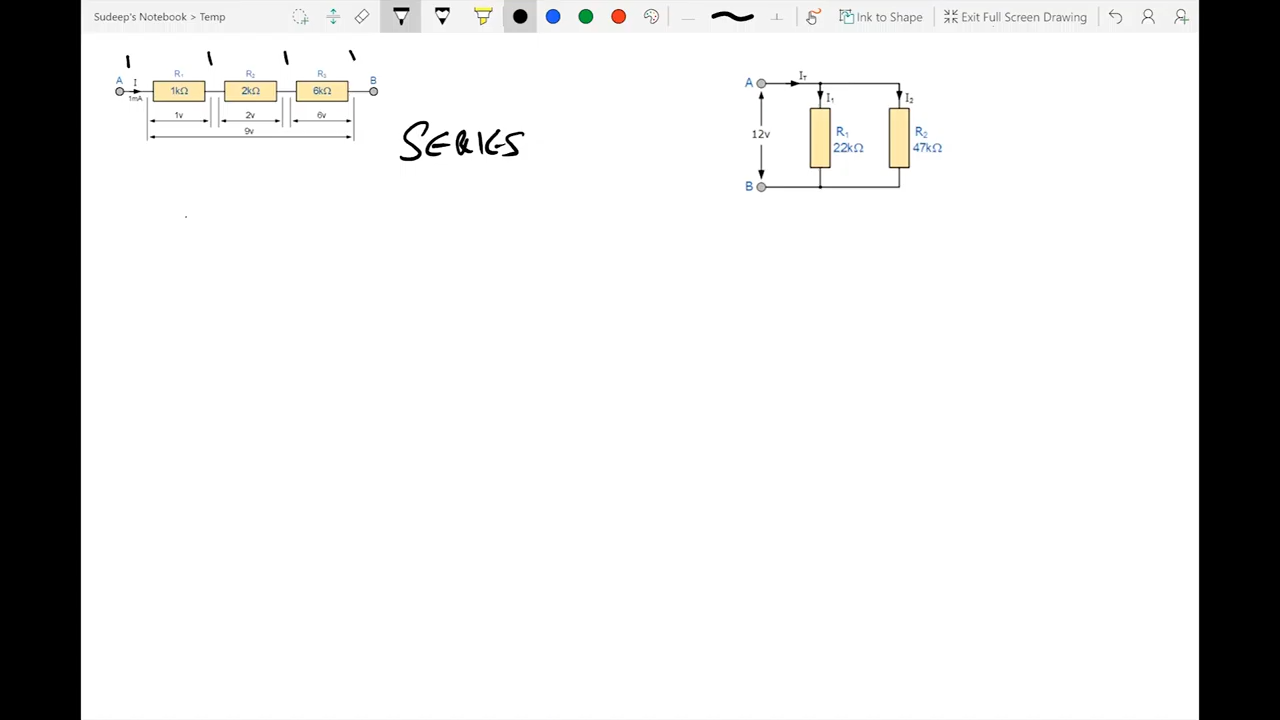 Sudeep's Notebook > Temp
Ink to Shape
Exit Full Screen Drawing
R₁ R₂ R₃
A I B
1kΩ 2kΩ 6kΩ
1mA
1v 2v 6v
9v
SERIES
A Iᴛ
I₁ I₂
12v
R₁ R₂
22kΩ 47kΩ
B